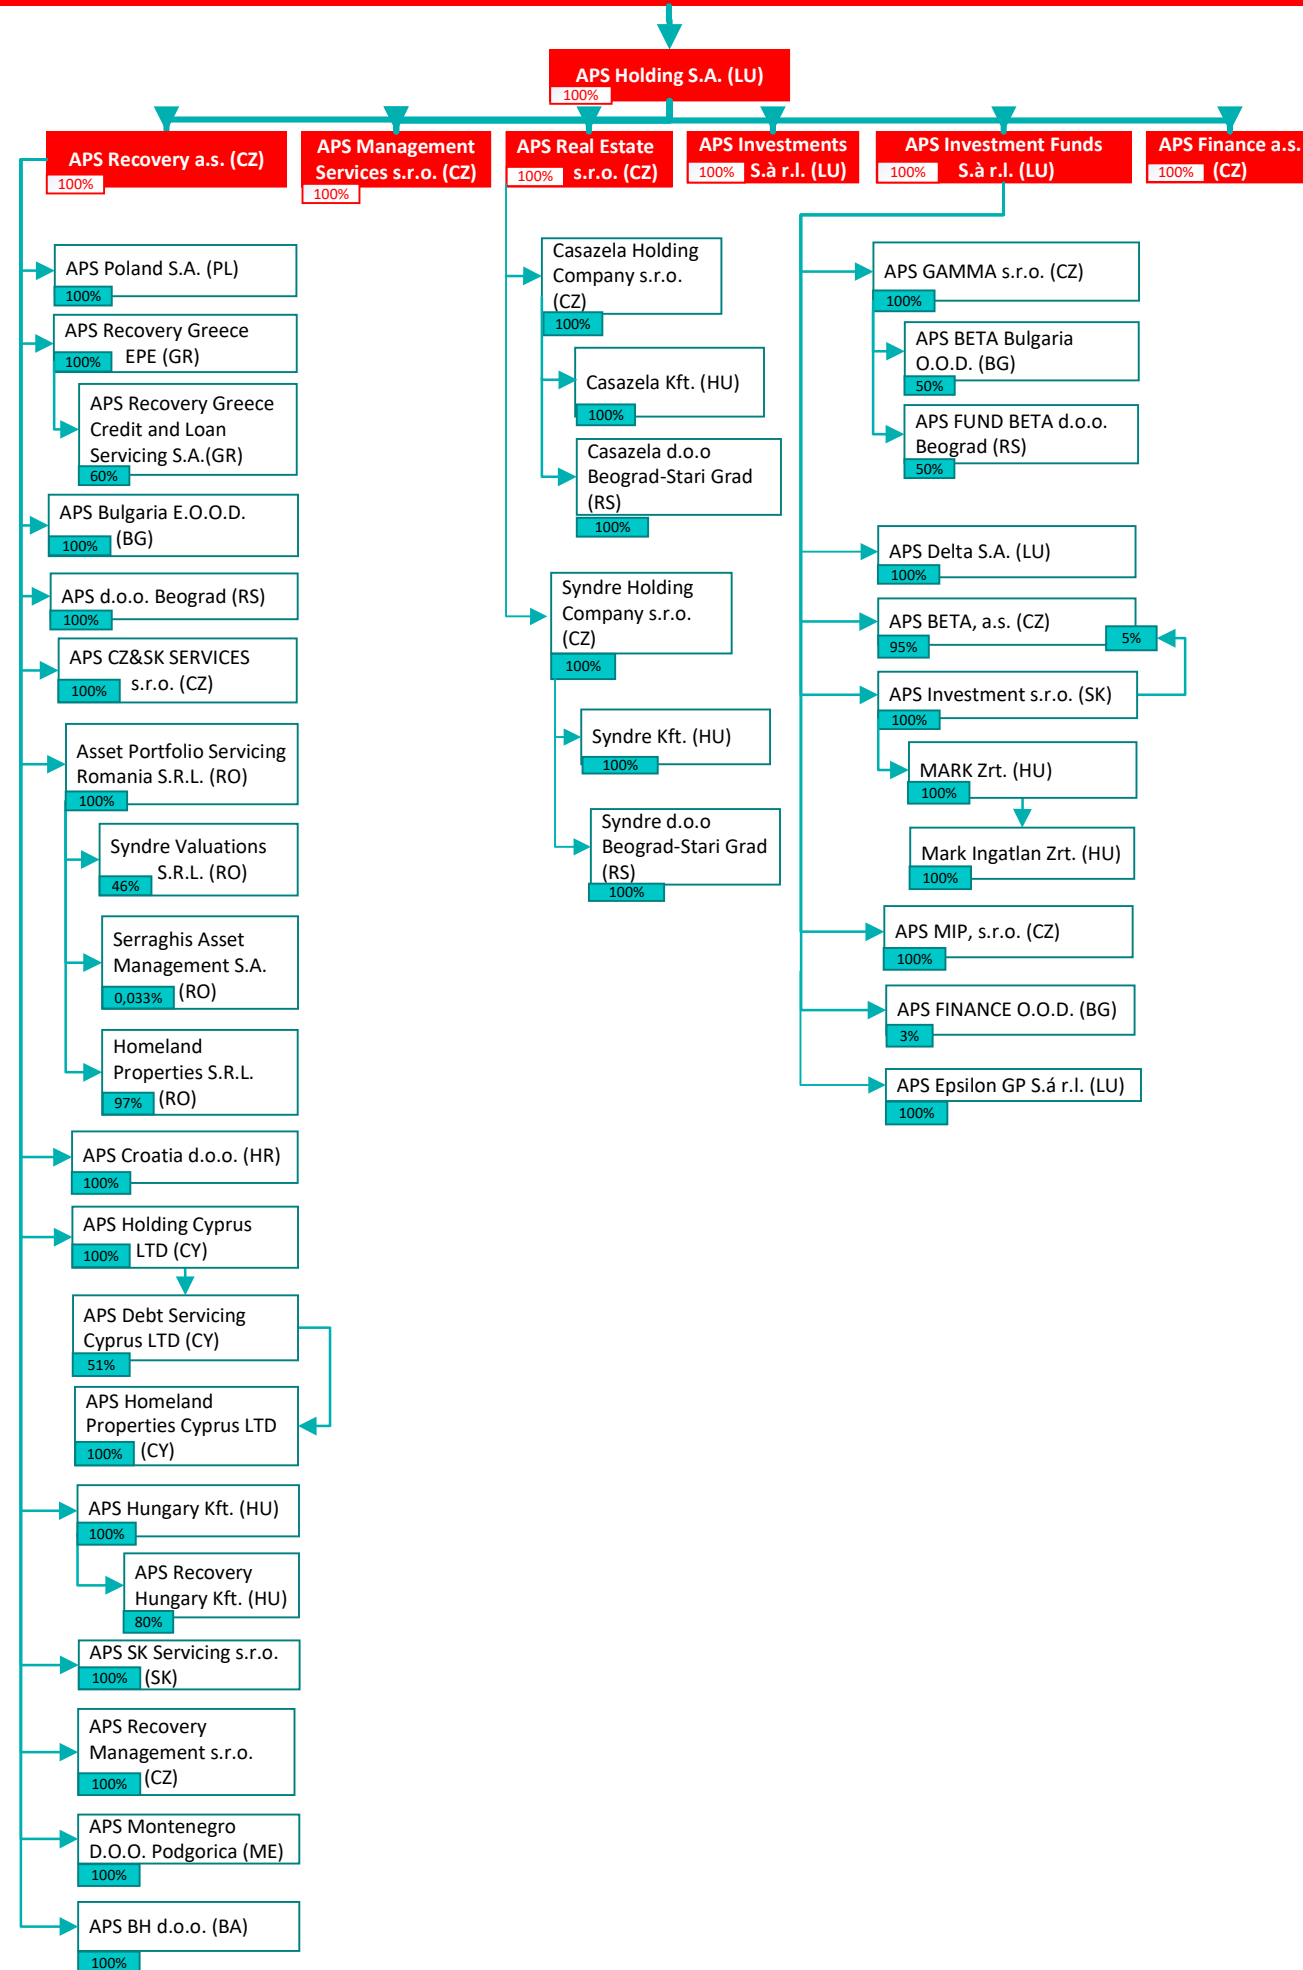 APS Holding S.A. (LU)
100%
APS Recovery a.s. (CZ)
100%
APS Management
Services s.r.o. (CZ)
100%
APS Real Estate
s.r.o. (CZ)
100%
APS Investments
S.à r.l. (LU)
100%
APS Investment Funds
S.à r.l. (LU)
100%
APS Finance a.s.
(CZ)
100%
APS Poland S.A. (PL)
100%
APS Recovery Greece
EPE (GR)
100%
APS Recovery Greece
Credit and Loan
Servicing S.A.(GR)
60%
APS Bulgaria E.O.O.D.
(BG)
100%
APS d.o.o. Beograd (RS)
100%
APS CZ&SK SERVICES
s.r.o. (CZ)
100%
Asset Portfolio Servicing
Romania S.R.L. (RO)
100%
Syndre Valuations
S.R.L. (RO)
46%
Serraghis Asset
Management S.A.
(RO)
0,033%
Homeland
Properties S.R.L.
(RO)
97%
APS Croatia d.o.o. (HR)
100%
APS Holding Cyprus
LTD (CY)
100%
APS Debt Servicing
Cyprus LTD (CY)
51%
APS Homeland
Properties Cyprus LTD
(CY)
100%
APS Hungary Kft. (HU)
100%
APS Recovery
Hungary Kft. (HU)
80%
APS SK Servicing s.r.o.
(SK)
100%
APS Recovery
Management s.r.o.
(CZ)
100%
APS Montenegro
D.O.O. Podgorica (ME)
100%
APS BH d.o.o. (BA)
100%
Casazela Holding
Company s.r.o.
(CZ)
100%
Casazela Kft. (HU)
100%
Casazela d.o.o
Beograd-Stari Grad
(RS)
100%
Syndre Holding
Company s.r.o.
(CZ)
100%
Syndre Kft. (HU)
100%
Syndre d.o.o
Beograd-Stari Grad
(RS)
100%
APS GAMMA s.r.o. (CZ)
100%
APS BETA Bulgaria
O.O.D. (BG)
50%
APS FUND BETA d.o.o.
Beograd (RS)
50%
APS Delta S.A. (LU)
100%
APS BETA, a.s. (CZ)
95%
5%
APS Investment s.r.o. (SK)
100%
MARK Zrt. (HU)
100%
Mark Ingatlan Zrt. (HU)
100%
APS MIP, s.r.o. (CZ)
100%
APS FINANCE O.O.D. (BG)
3%
APS Epsilon GP S.á r.l. (LU)
100%